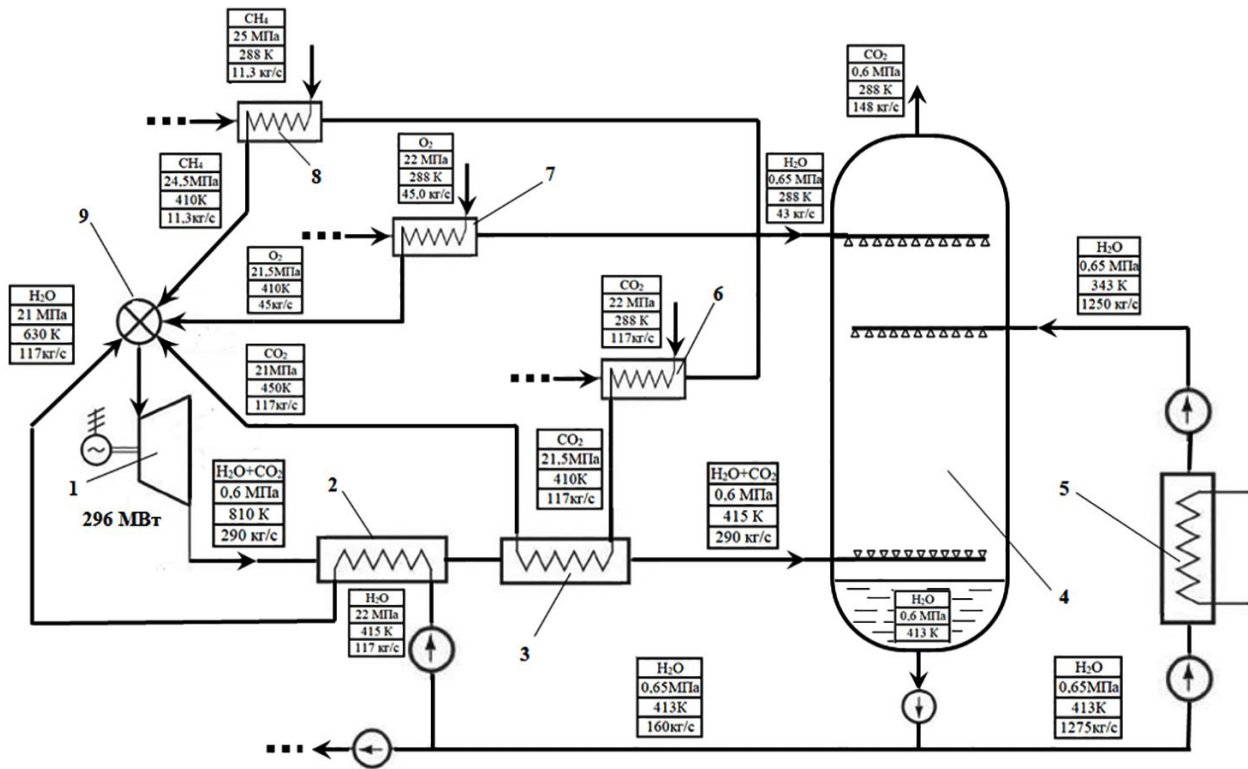 CH₄
25 МПа
288 К
11,3 кг/с
8
CH₄
24,5МПа
410К
11,3кг/с
O₂
22 МПа
288 К
45,0 кг/с
7
H₂O
0,65 МПа
288 К
43 кг/с
CO₂
0,6 МПа
288 К
148 кг/с
9
O₂
21,5МПа
410К
45кг/с
H₂O
21 МПа
630 К
117кг/с
CO₂
21МПа
450К
117кг/с
CO₂
22 МПа
288 К
117кг/с
6
H₂O
0,65 МПа
343 К
1250 кг/с
1
296 МВт
H₂O+CO₂
0,6 МПа
810 К
290 кг/с
2
CO₂
21,5МПа
410К
117кг/с
3
H₂O+CO₂
0,6 МПа
415 К
290 кг/с
4
5
H₂O
22 МПа
415 К
117 кг/с
H₂O
0,6 МПа
413 К
H₂O
0,65МПа
413К
160кг/с
H₂O
0,65МПа
413К
1275кг/с